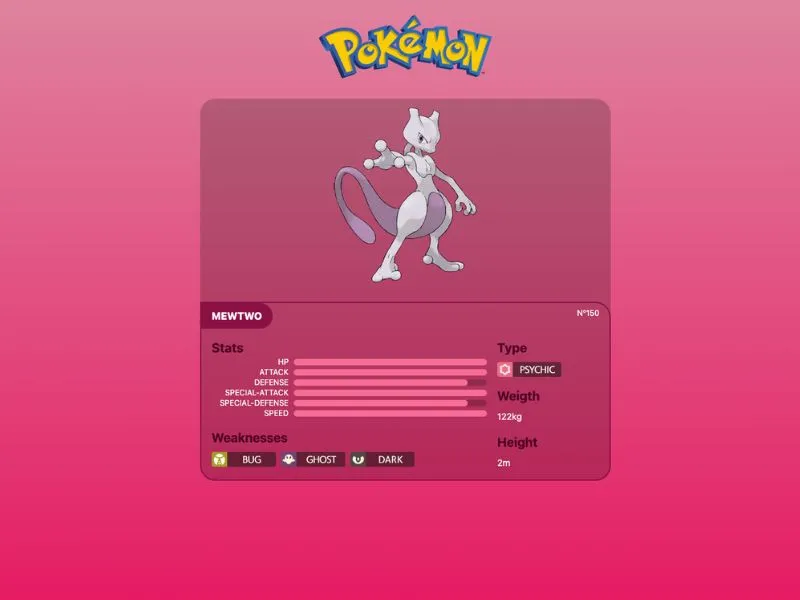 POKéMON
MEWTWO
Nº150
Stats
HP
ATTACK
DEFENSE
SPECIAL-ATTACK
SPECIAL-DEFENSE
SPEED
Weaknesses
BUG GHOST DARK
Type
PSYCHIC
Weigth
122kg
Height
2m